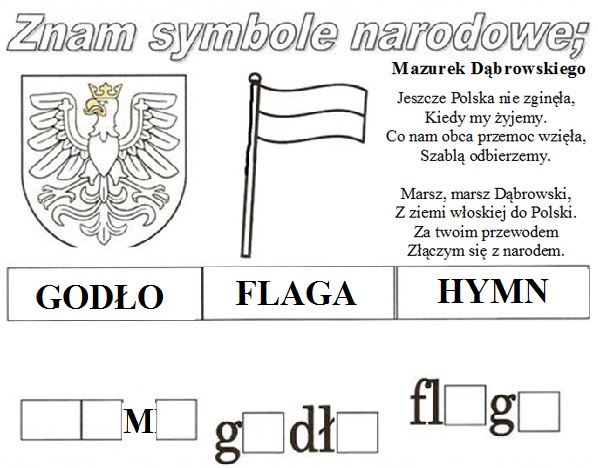 Znam symbole narodowe;
Mazurek Dąbrowskiego
Jeszcze Polska nie zginęła,
Kiedy my żyjemy.
Co nam obca przemoc wzięła,
Szablą odbierzemy.
Marsz, marsz Dąbrowski,
Z ziemi włoskiej do Polski.
Za twoim przewodem
Złączym się z narodem.
GODŁO FLAGA HYMN
M g dł fl g